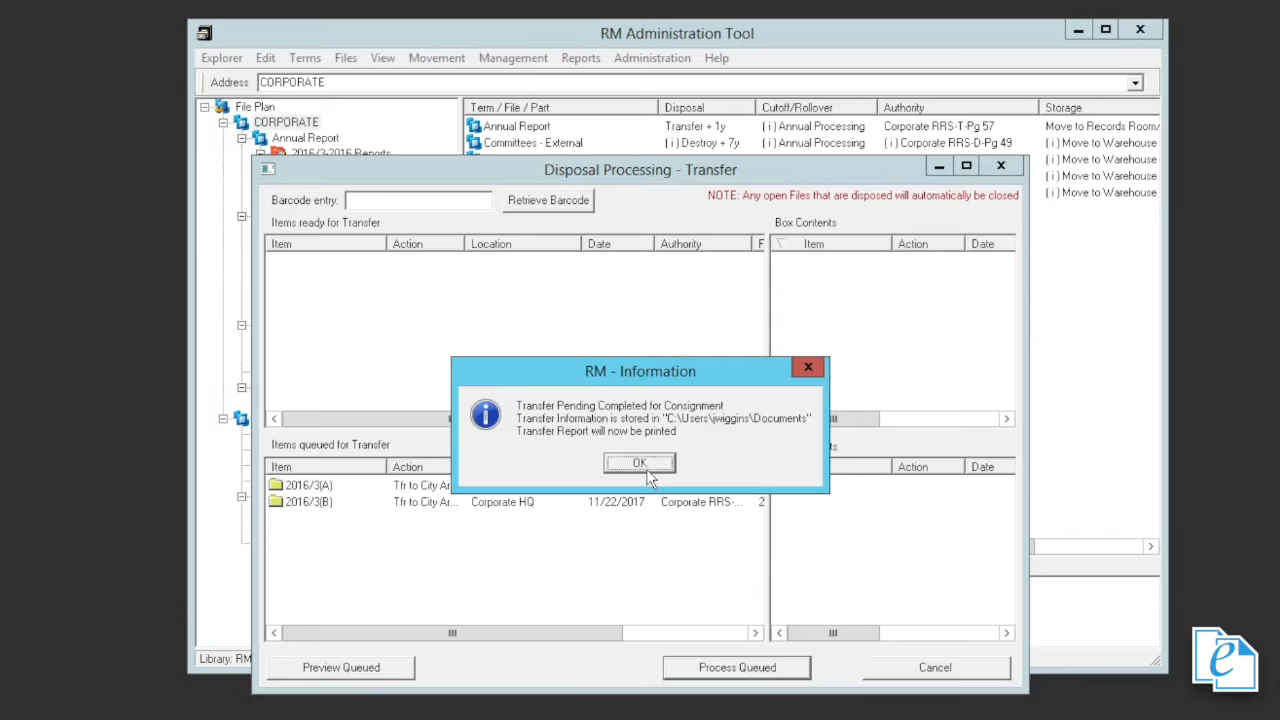 RM Administration Tool
Explorer Edit Terms Files View Movement Management Reports Administration Help
Address CORPORATE
File Plan
CORPORATE
Annual Report
2016/3-2016 Reports
Term / File / Part Disposal Cutoff/Rollover Authority Storage
Annual Report Transfer + 1y ( i ) Annual Processing Corporate RRS-T-Pg 57 Move to Records Room/
Committees - External ( i ) Destroy + 7y ( i ) Annual Processing ( i ) Corporate RRS-D-Pg 49 ( i ) Move to Warehouse
( i ) Move to Warehouse
( i ) Move to Warehouse
( i ) Move to Warehouse
Disposal Processing - Transfer
Barcode entry: Retrieve Barcode
NOTE: Any open Files that are disposed will automatically be closed
Items ready for Transfer
Box Contents
Item Action Location Date Authority F
Item Action Date
RM - Information
Transfer Pending Completed for Consignment
Transfer Information is stored in "C:\Users\jwiggins\Documents"
Transfer Report will now be printed
OK
Items queued for Transfer
Item Action
Action Date
2016/3(A) Tfr to City Ar
2016/3(B) Tfr to City Ar... Corporate HQ 11/22/2017 Corporate RRS-... 2
Preview Queued Process Queued Cancel
Library: RM
e